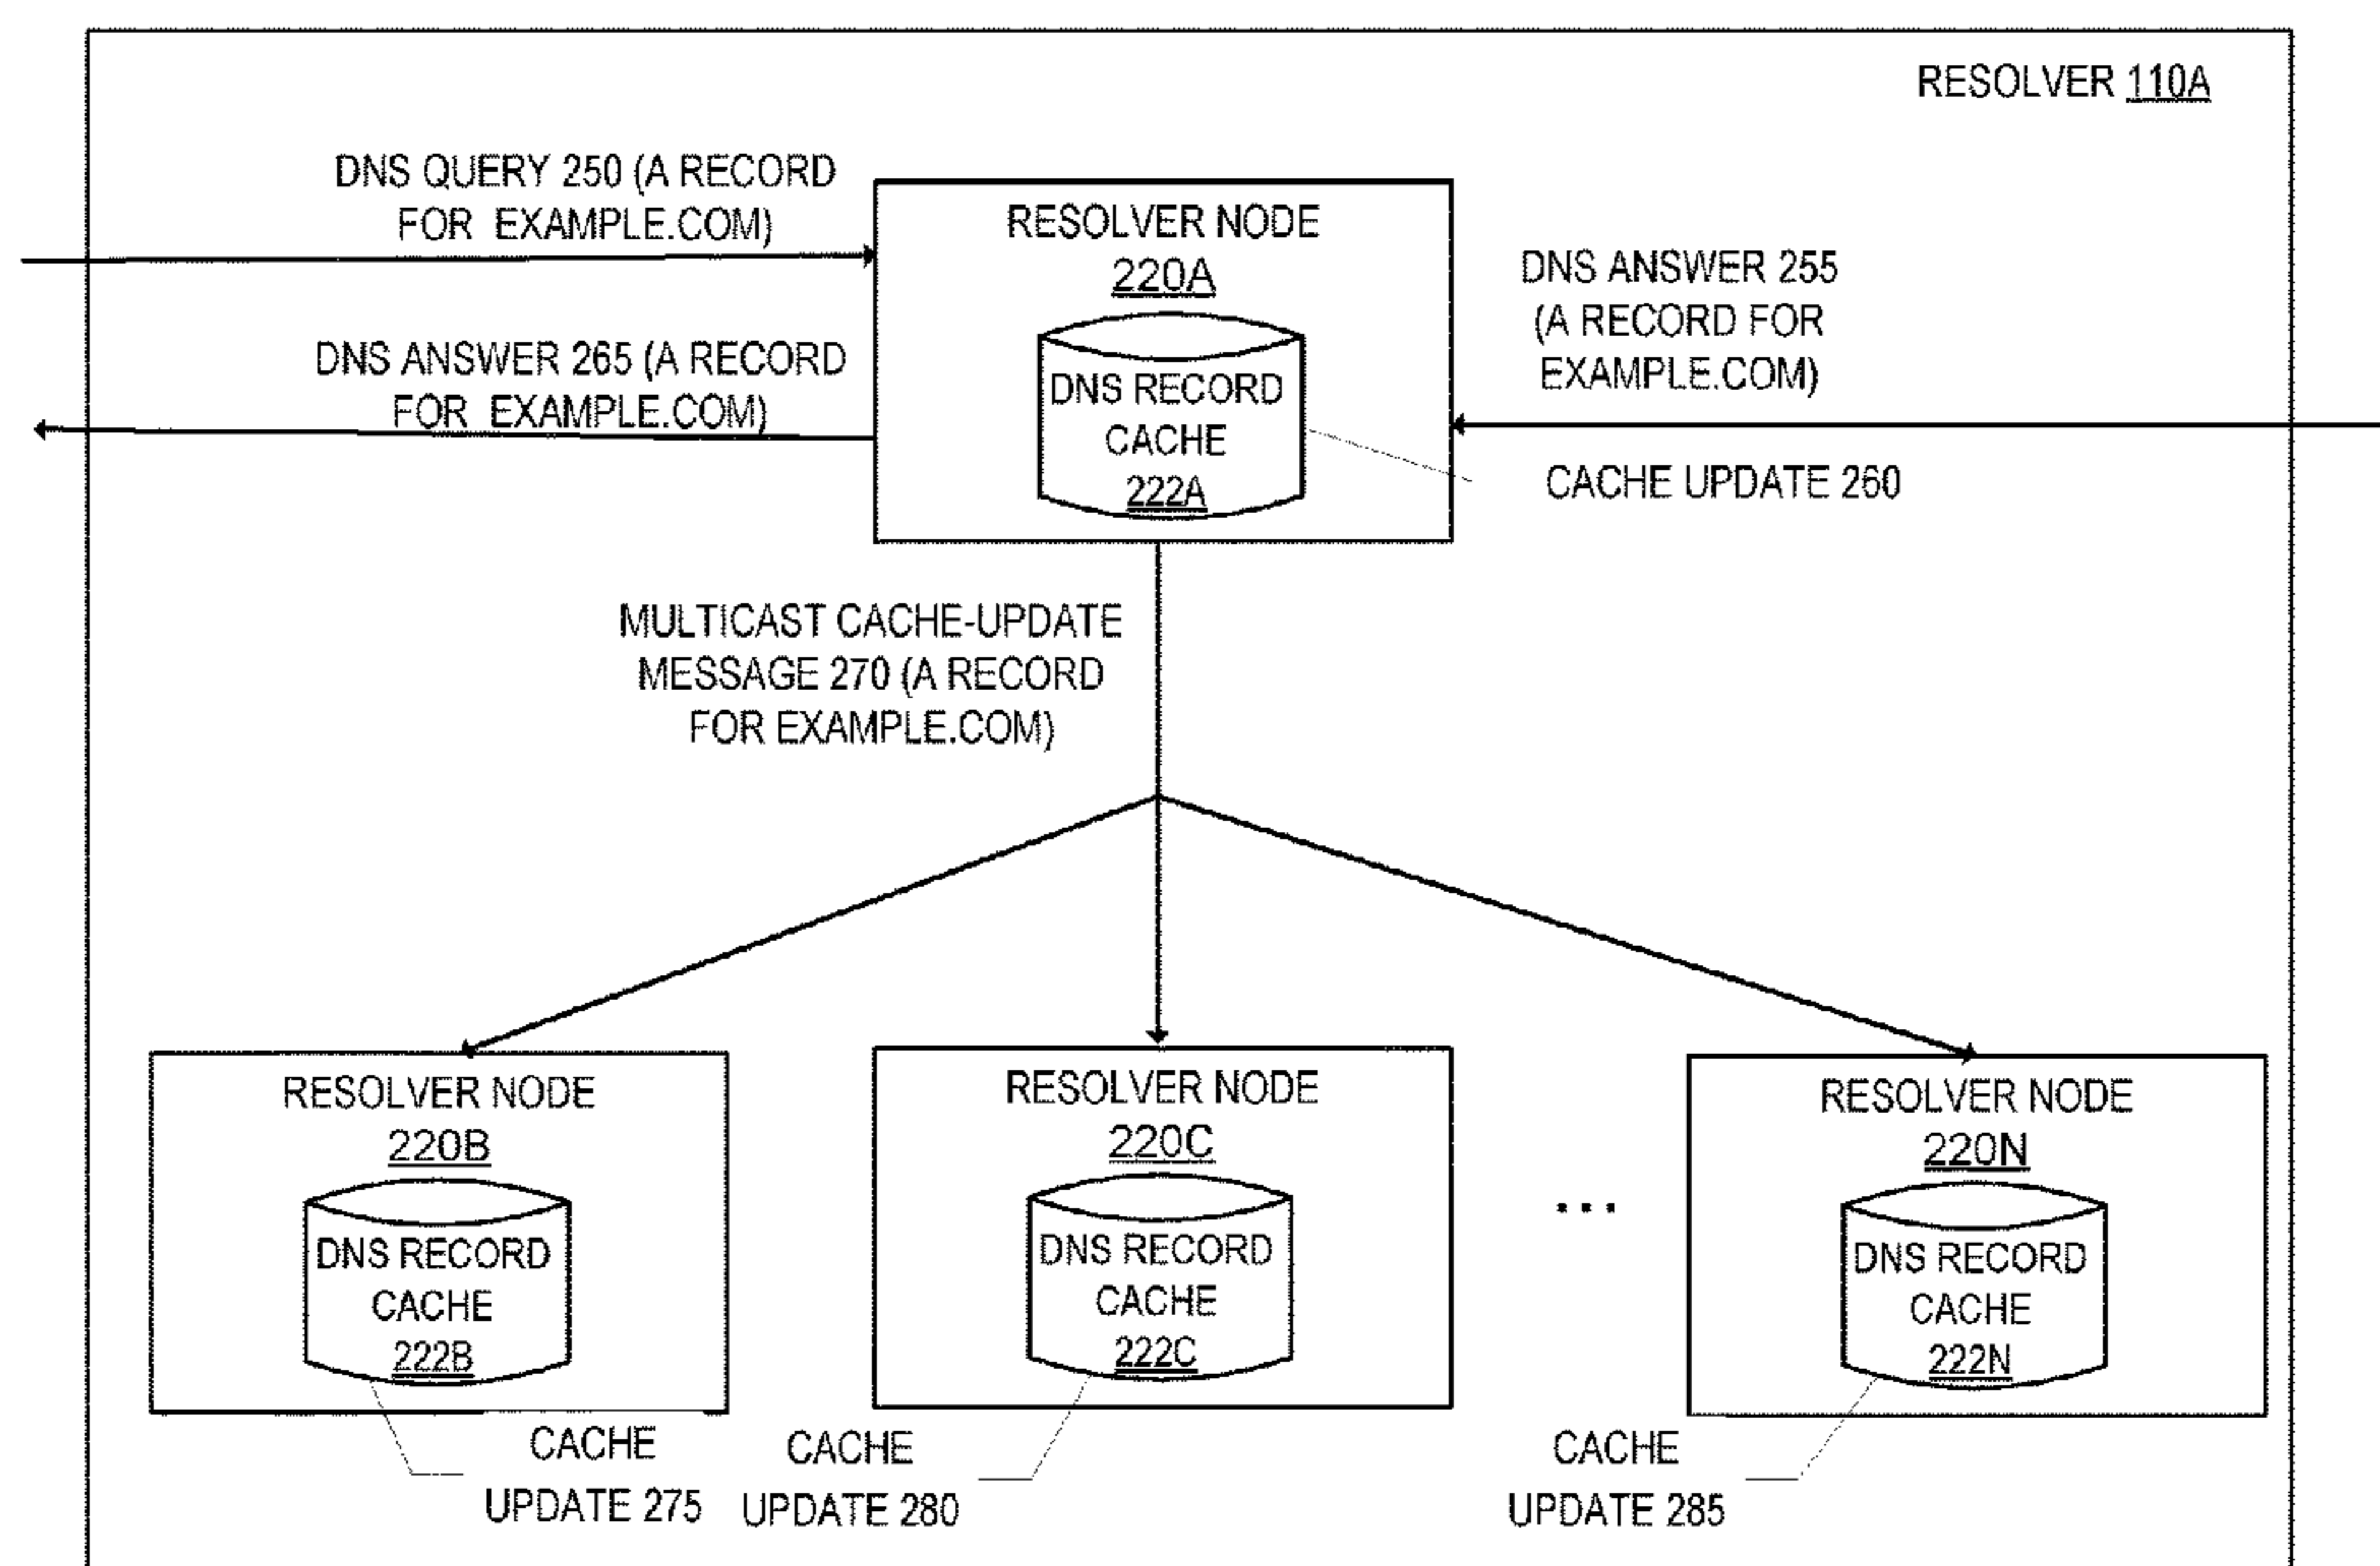 RESOLVER 110A
DNS QUERY 250 (A RECORD
FOR EXAMPLE.COM)
RESOLVER NODE
220A
DNS ANSWER 255
(A RECORD FOR
EXAMPLE.COM)
DNS ANSWER 265 (A RECORD
FOR EXAMPLE.COM)
DNS RECORD
CACHE
222A
CACHE UPDATE 260
MULTICAST CACHE-UPDATE
MESSAGE 270 (A RECORD
FOR EXAMPLE.COM)
RESOLVER NODE
220B
DNS RECORD
CACHE
222B
CACHE
UPDATE 275
RESOLVER NODE
220C
DNS RECORD
CACHE
222C
CACHE
UPDATE 280
...
RESOLVER NODE
220N
DNS RECORD
CACHE
222N
CACHE
UPDATE 285